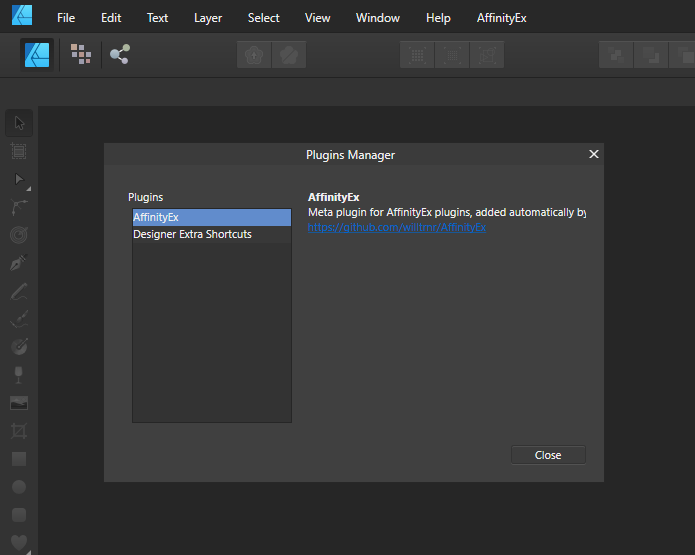 File Edit Text Layer Select View Window Help AffinityEx
Plugins Manager
Plugins
AffinityEx
Designer Extra Shortcuts
AffinityEx
Meta plugin for AffinityEx plugins, added automatically by
https://github.com/willtmr/AffinityEx
Close